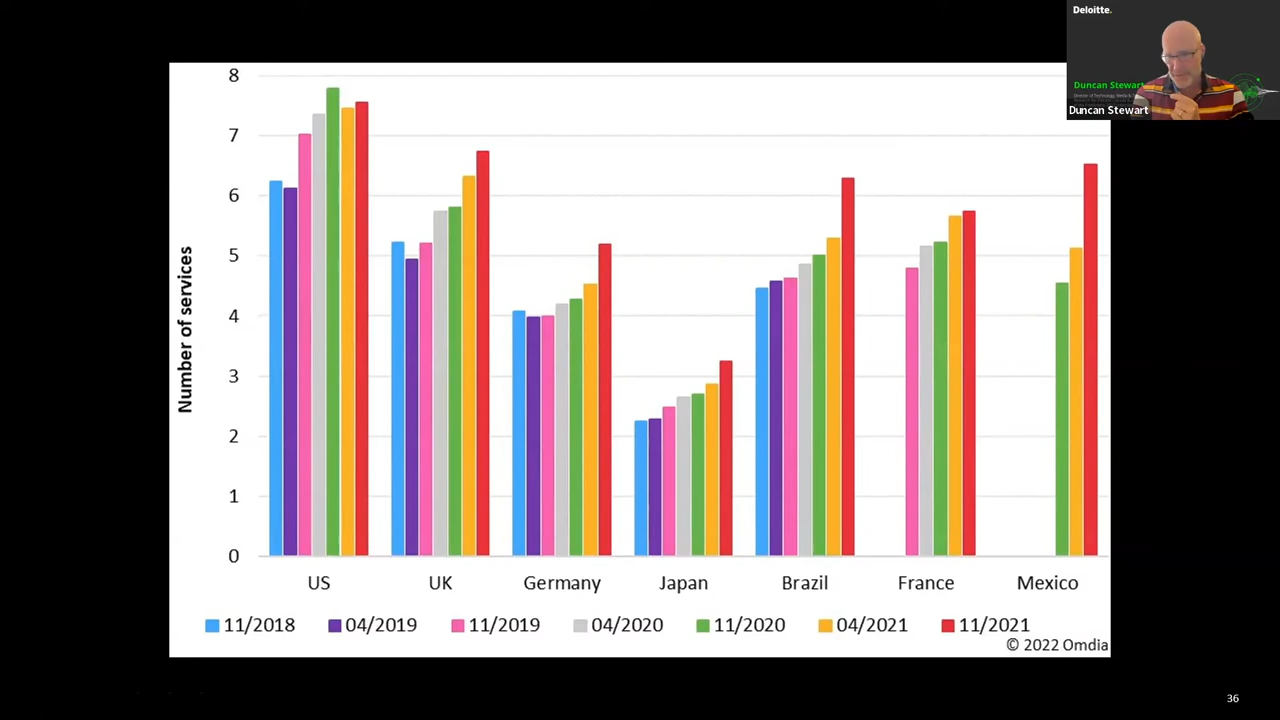 Deloitte.
Duncan Stewart
Duncan Stewart
8
7
6
5
4
3
2
1
0
Number of services
US UK Germany Japan Brazil France Mexico
11/2018 04/2019 11/2019 04/2020 11/2020 04/2021 11/2021
© 2022 Omdia
36